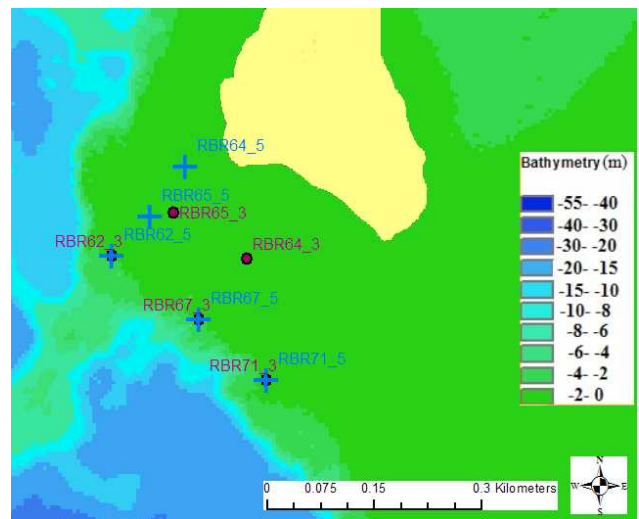 RBR64_5
RBR65_5
RBR65_3
RBR62_3
RBR62_5
RBR64_3
RBR67_3
RBR67_5
RBR71_3
RBR71_5
Bathymetry (m)
-55- -40
-40- -30
-30- -20
-20- -15
-15- -10
-10- -8
-8- -6
-6- -4
-4- -2
-2- 0
0 0.075 0.15 0.3 Kilometers
N
W E
S